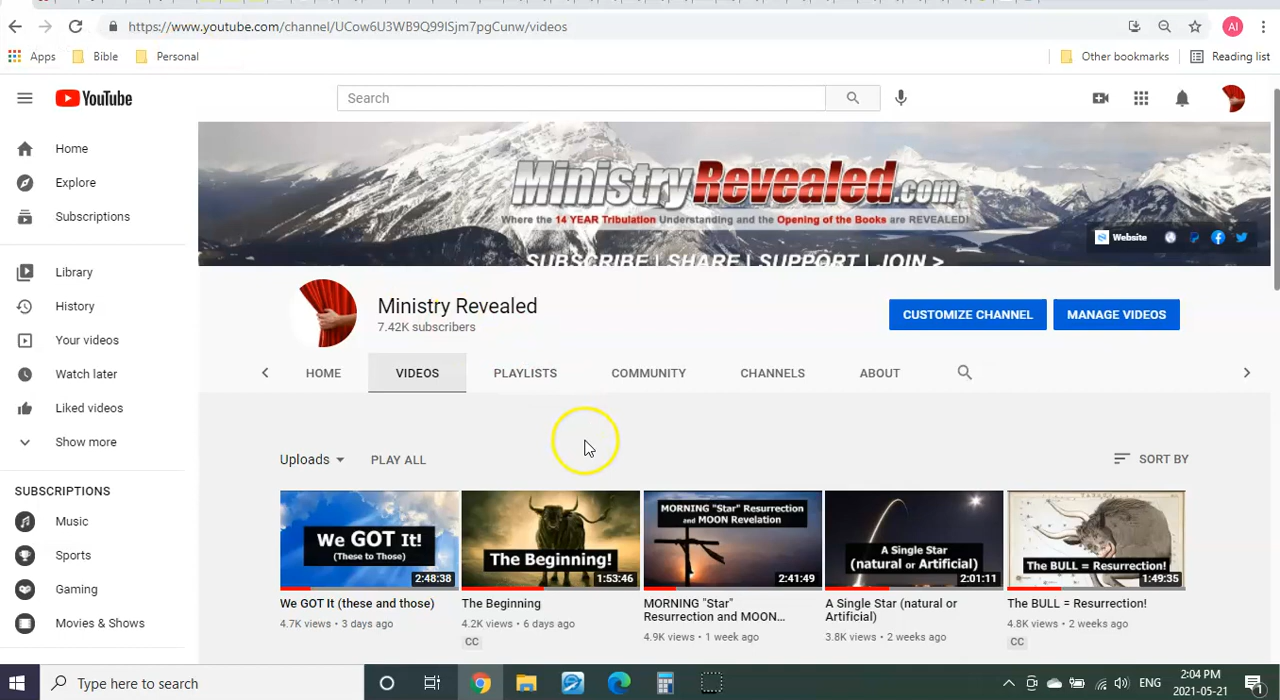 https://www.youtube.com/channel/UCow6U3WB9Q99ISjm7pgCunw/videos
AI
Apps
Bible
Personal
Other bookmarks
Reading list
YouTube
Search
Home
Explore
Subscriptions
Library
History
Your videos
Watch later
Liked videos
Show more
SUBSCRIPTIONS
Music
Sports
Gaming
Movies & Shows
MinistryRevealed.com
Where the 14 YEAR Tribulation Understanding and the Opening of the Books are REVEALED!
SUBSCRIBE | SHARE | SUPPORT | JOIN >
Website
Ministry Revealed
7.42K subscribers
CUSTOMIZE CHANNEL
MANAGE VIDEOS
HOME
VIDEOS
PLAYLISTS
COMMUNITY
CHANNELS
ABOUT
Uploads
PLAY ALL
SORT BY
We GOT It!
(These to Those)
2:48:38
We GOT It (these and those)
4.7K views • 3 days ago
The Beginning!
1:53:46
The Beginning
4.2K views • 6 days ago
CC
MORNING "Star" Resurrection
and MOON Revelation
2:41:49
MORNING "Star"
Resurrection and MOON...
4.9K views • 1 week ago
A Single Star
(natural or Artificial)
2:01:11
A Single Star (natural or
Artificial)
3.8K views • 2 weeks ago
The BULL = Resurrection!
1:49:35
The BULL = Resurrection!
4.8K views • 2 weeks ago
CC
Type here to search
ENG
2:04 PM
2021-05-21
1